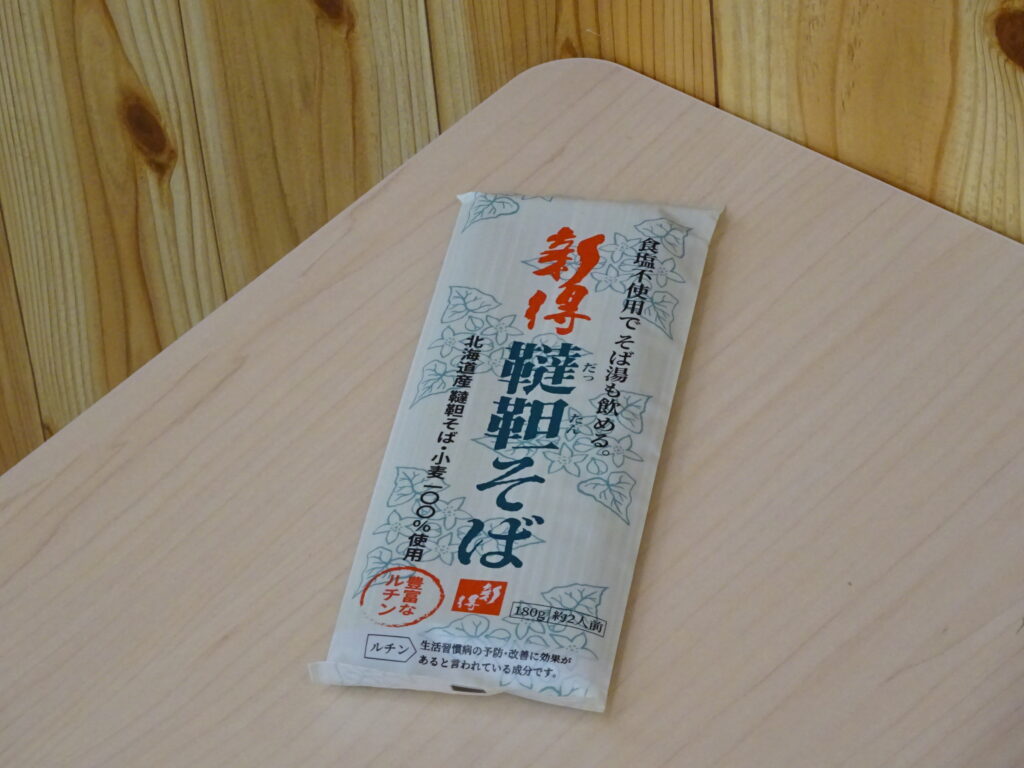 食塩不使用でそば湯も飲める。
新得
韃靼そば
だっ
たん
北海道産韃靼そば・小麦一〇〇%使用
豊富な
ルチン
新得
180g 約2人前
ルチン
生活習慣病の予防・改善に効果が
あると言われている成分です。